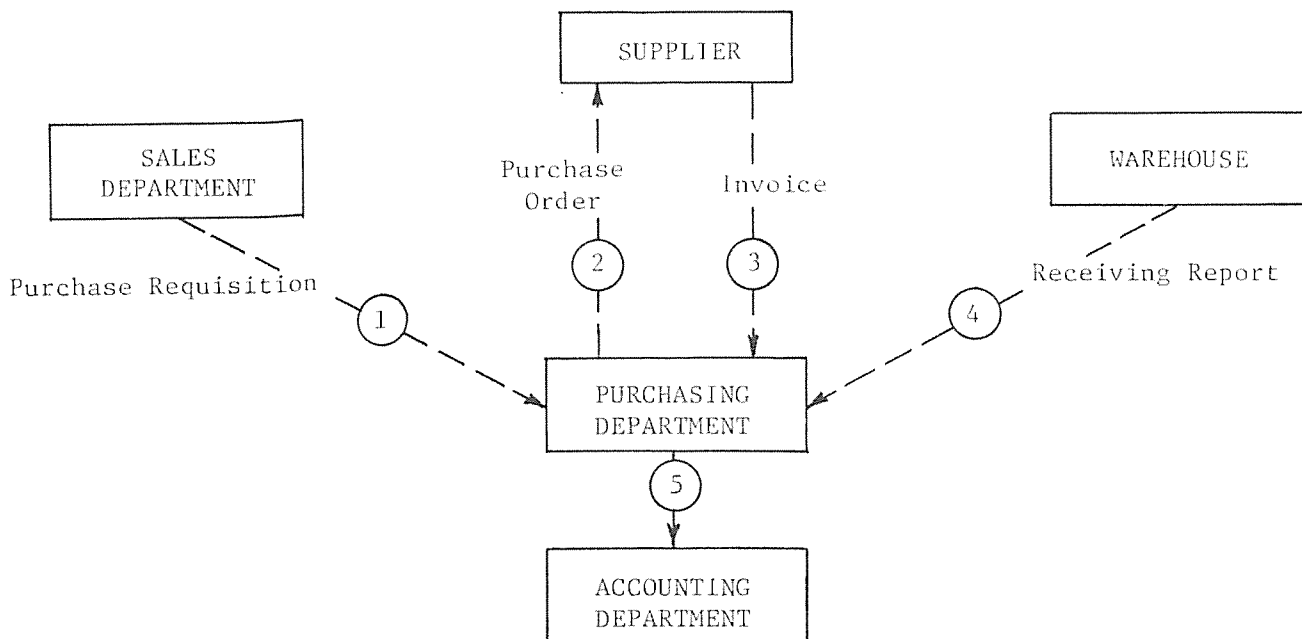 SUPPLIER
SALES
DEPARTMENT
WAREHOUSE
Purchase
Order
Invoice
2
3
Purchase Requisition
Receiving Report
1
4
PURCHASING
DEPARTMENT
5
ACCOUNTING
DEPARTMENT